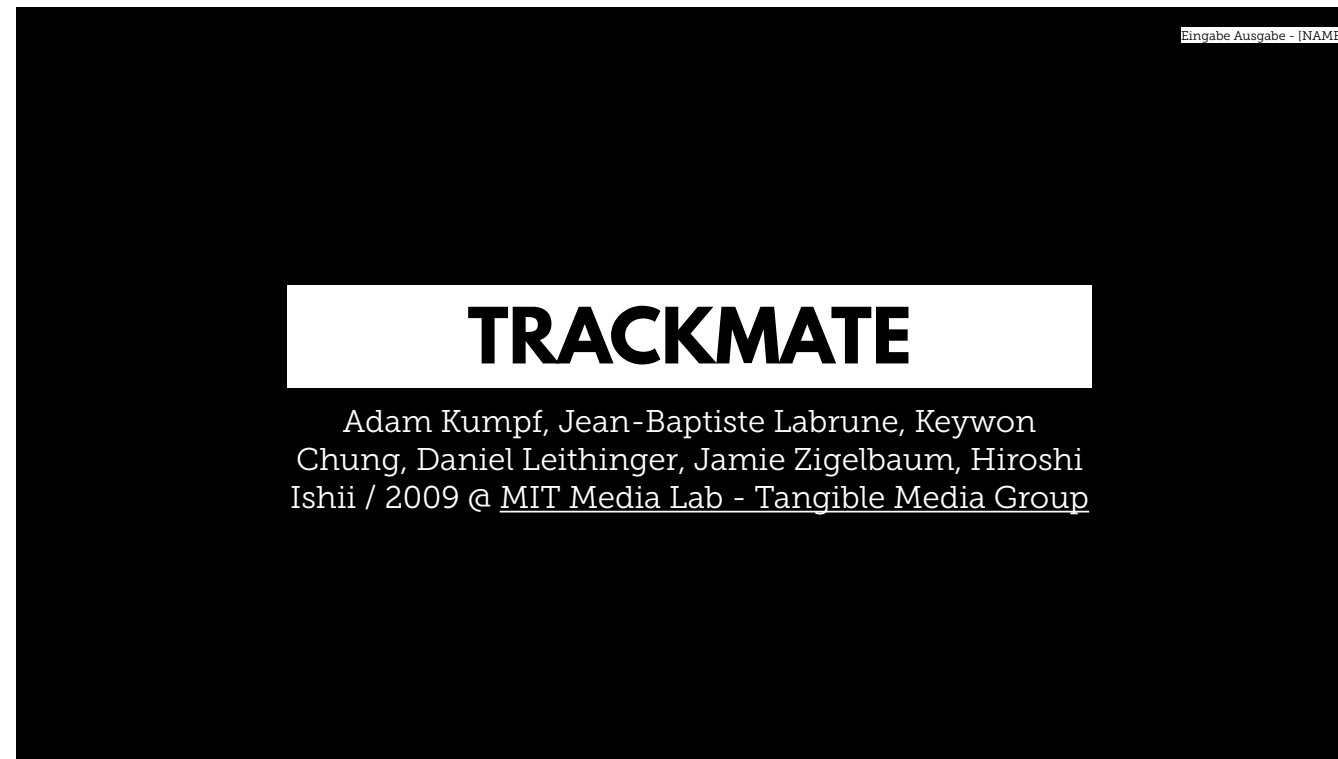 Eingabe Ausgabe - [NAME
TRACKMATE
Adam Kumpf, Jean-Baptiste Labrune, Keywon
Chung, Daniel Leithinger, Jamie Zigelbaum, Hiroshi
Ishii / 2009 @ MIT Media Lab - Tangible Media Group